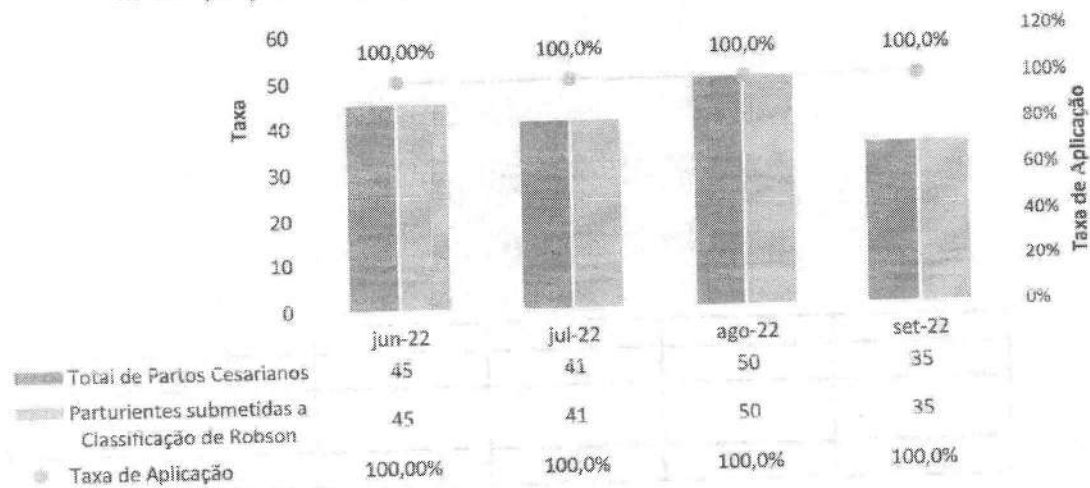 60
50
40
30
20
10
0
Taxa
100,00% 100,0% 100,0% 100,0%
120%
100%
80%
60%
40%
20%
0%
Taxa de Aplicação
jun-22 jul-22 ago-22 set-22
Total de Partos Cesarianos 45 41 50 35
Parturientes submetidas a
Classificação de Robson 45 41 50 35
Taxa de Aplicação 100,00% 100,0% 100,0% 100,0%